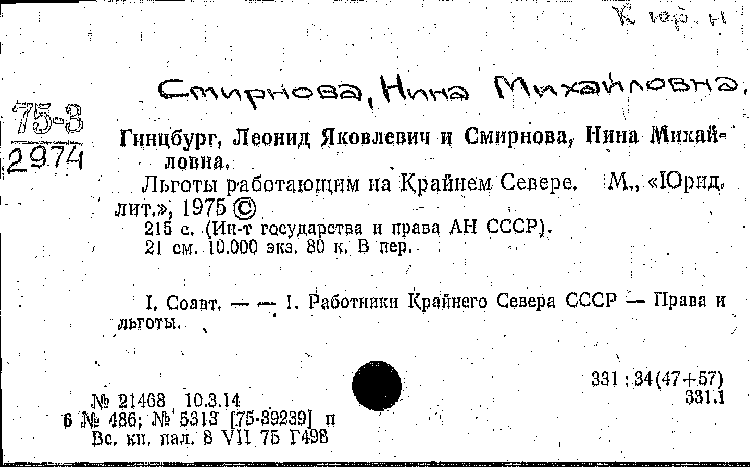 К юр. н
Смирнова, Нина Михайловна.
75-3
2974
Гинцбург, Леонид Яковлевич и Смирнова, Нина Михай-
ловна.
Льготы работающим на Крайнем Севере. М., «Юрид.
лит.», 1975 ©
215 с. (Ин-т государства и права АН СССР).
21 см. 10.000 экз. 80 к. В пер.
I. Соавт. — — 1. Работники Крайнего Севера СССР — Права и
льготы.
331 : 34(47+57)
331.1
№ 21468 10.3.14
б № 486; № 5313 [75-39239] п
Вс. кн. пал. 8 VII 75 Г498